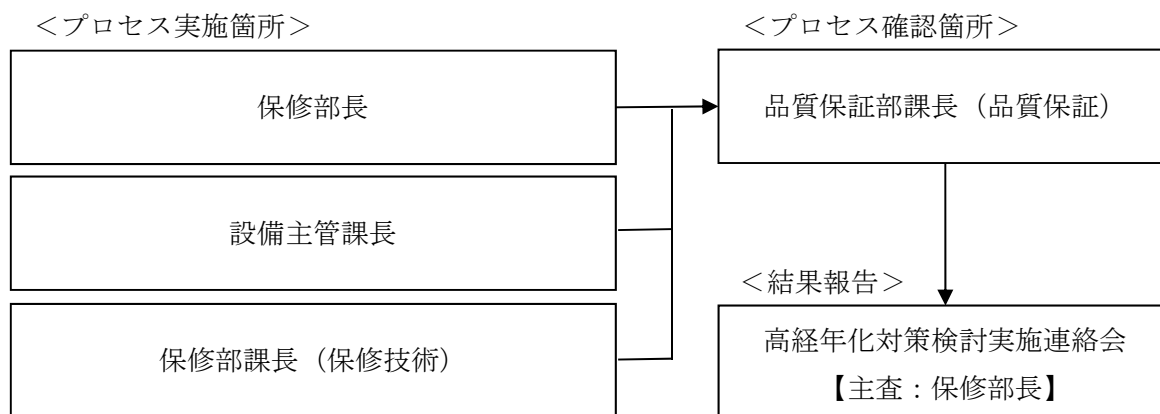 ＜プロセス実施箇所＞
保修部長
設備主管課長
保修部課長（保修技術）
＜プロセス確認箇所＞
品質保証部課長（品質保証）
＜結果報告＞
高経年化対策検討実施連絡会
【主査：保修部長】